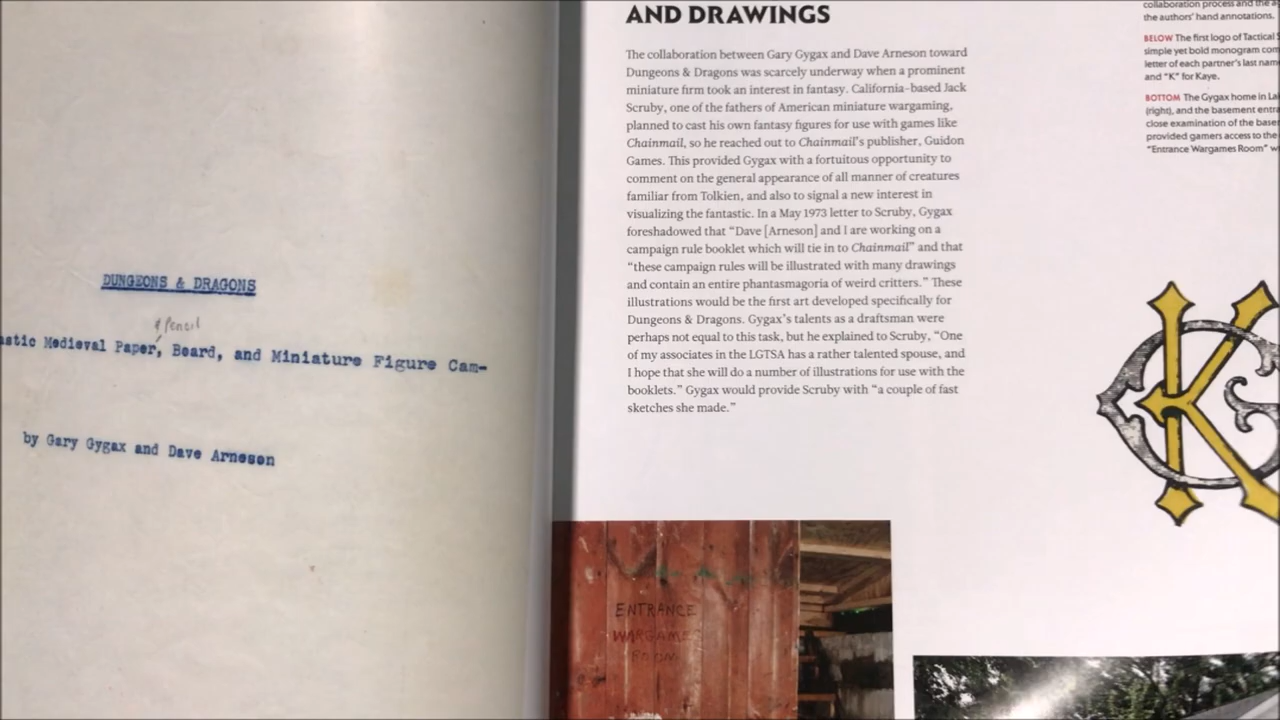 DUNGEONS & DRAGONS
& Pencil
Medieval Paper, Board, and Miniature Figure Cam-
by Gary Gygax and Dave Arneson
AND DRAWINGS
The collaboration between Gary Gygax and Dave Arneson toward
Dungeons & Dragons was scarcely underway when a prominent
miniature firm took an interest in fantasy. California-based Jack
Scruby, one of the fathers of American miniature wargaming,
planned to cast his own fantasy figures for use with games like
Chainmail, so he reached out to Chainmail's publisher, Guidon
Games. This provided Gygax with a fortuitous opportunity to
comment on the general appearance of all manner of creatures
familiar from Tolkien, and also to signal a new interest in
visualizing the fantastic. In a May 1973 letter to Scruby, Gygax
foreshadowed that “Dave [Arneson] and I are working on a
campaign rule booklet which will tie in to Chainmail” and that
“these campaign rules will be illustrated with many drawings
and contain an entire phantasmagoria of weird critters.” These
illustrations would be the first art developed specifically for
Dungeons & Dragons. Gygax's talents as a draftsman were
perhaps not equal to this task, but he explained to Scruby, “One
of my associates in the LGTSA has a rather talented spouse, and
I hope that she will do a number of illustrations for use with the
booklets.” Gygax would provide Scruby with “a couple of fast
sketches she made.”
collaboration process and the
the authors' hand annotations.
BELOW The first logo of Tactical
simple yet bold monogram
letter of each partner's last
and “K” for Kaye.
BOTTOM The Gygax home in
(right), and the basement
close examination of the
provided gamers access to the
“Entrance Wargames Room”
GK
ENTRANCE
WARGAMES
ROOM